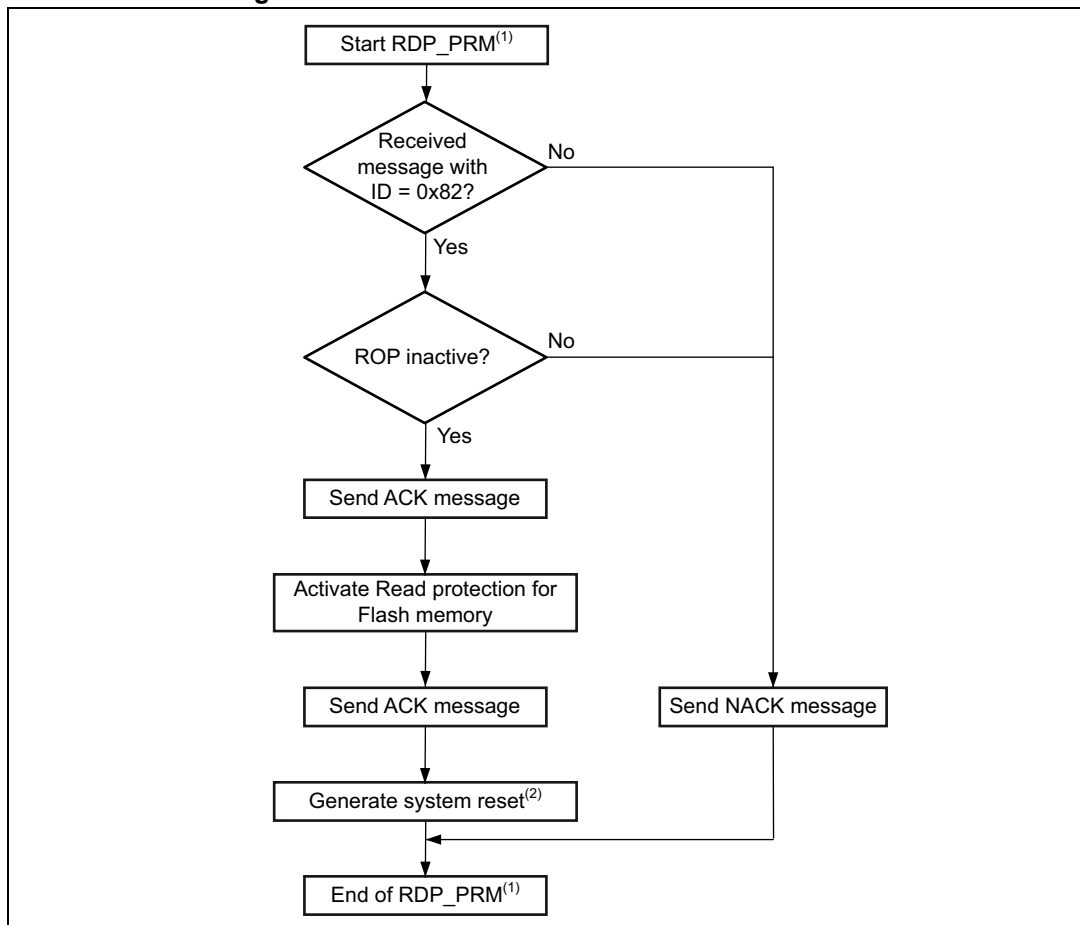 Start RDP_PRM(1)
Received
message with
ID = 0x82?
No
Yes
ROP inactive?
No
Yes
Send ACK message
Activate Read protection for
Flash memory
Send ACK message
Send NACK message
Generate system reset(2)
End of RDP_PRM(1)